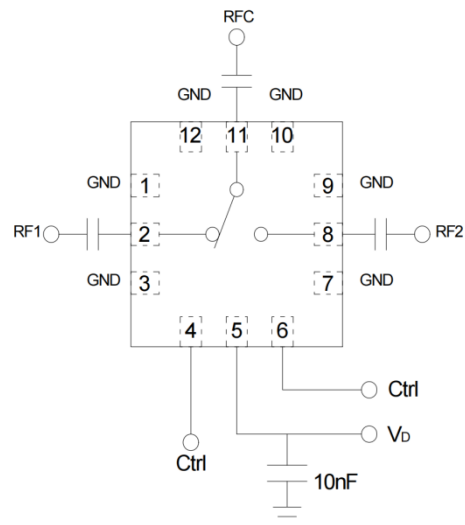 RFC
GND GND
12 11 10
GND 1 9 GND
RF1 2 8 RF2
GND 3 7 GND
4 5 6
Ctrl
VD
Ctrl
10nF